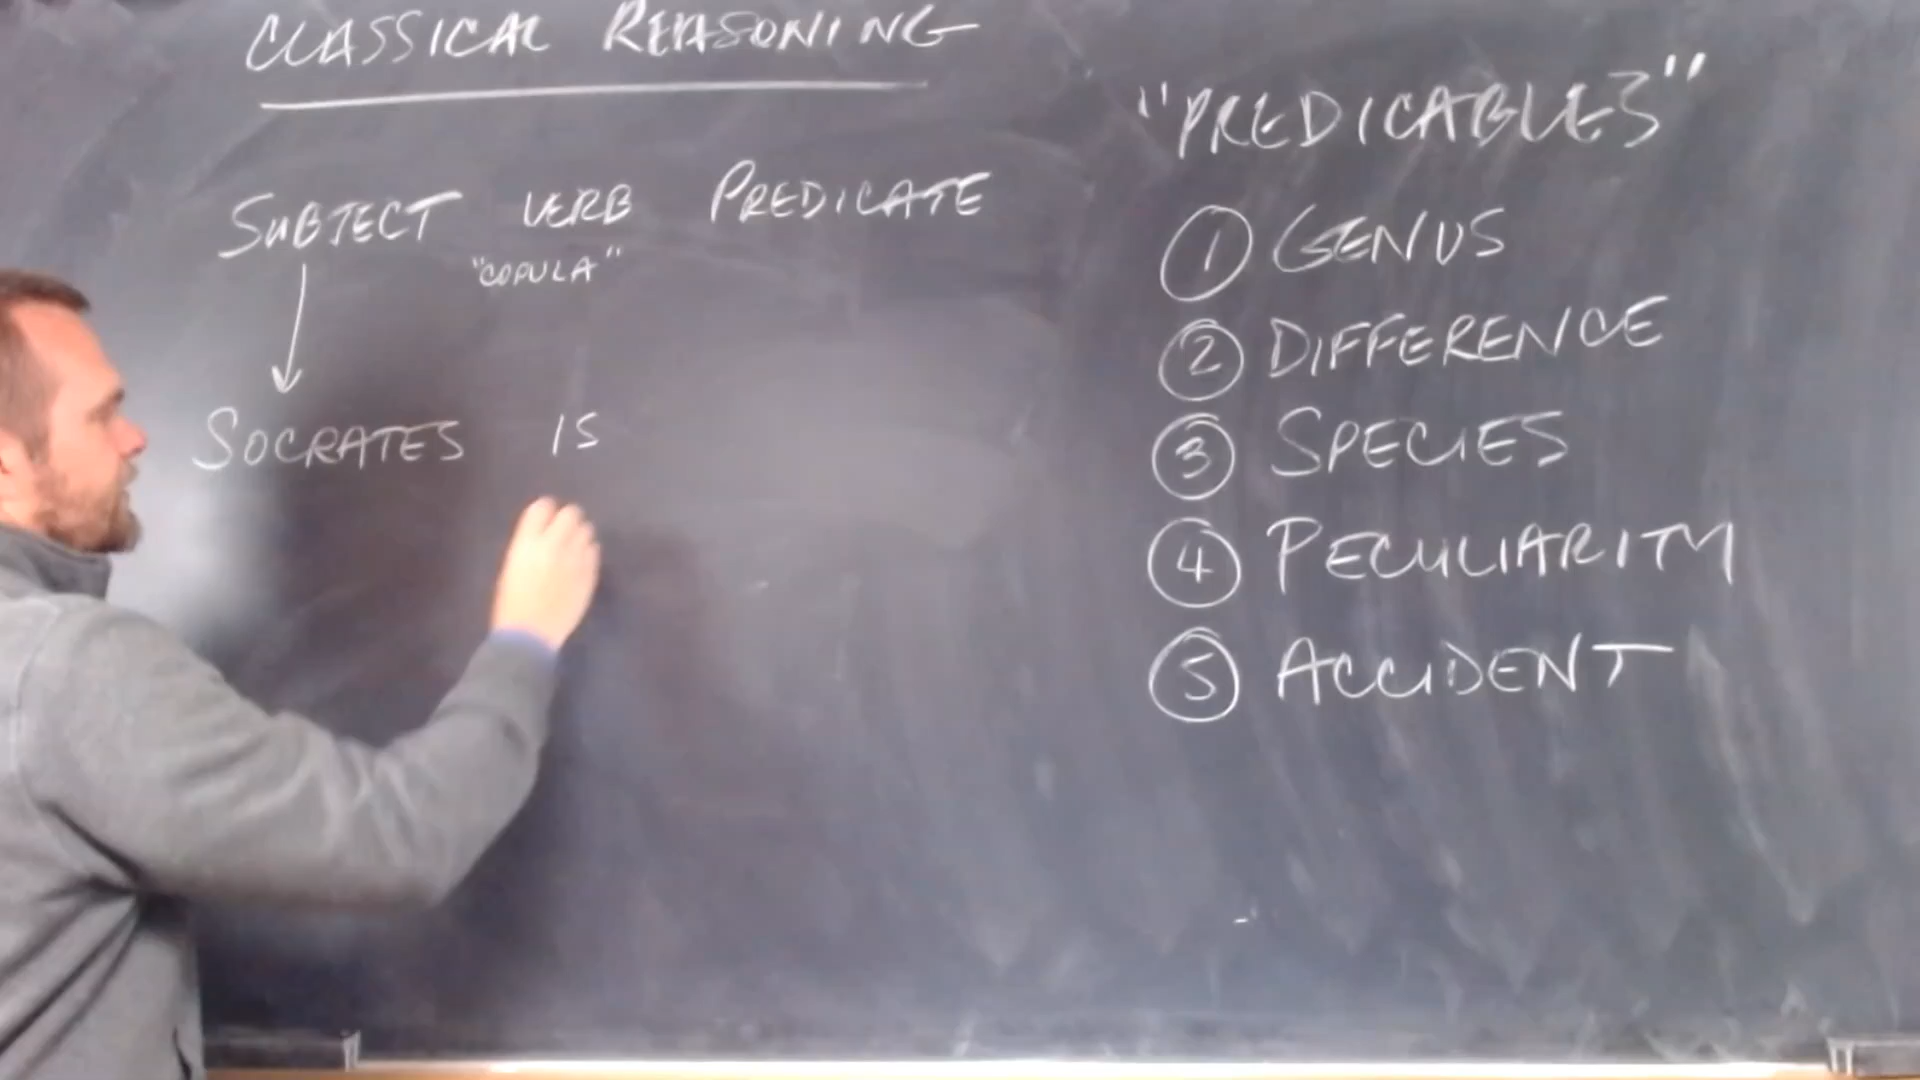 CLASSICAL REASONING
SUBJECT VERB PREDICATE
"COPULA"
SOCRATES IS
"PREDICABLES"
1 GENUS
2 DIFFERENCE
3 SPECIES
4 PECULIARITY
5 ACCIDENT